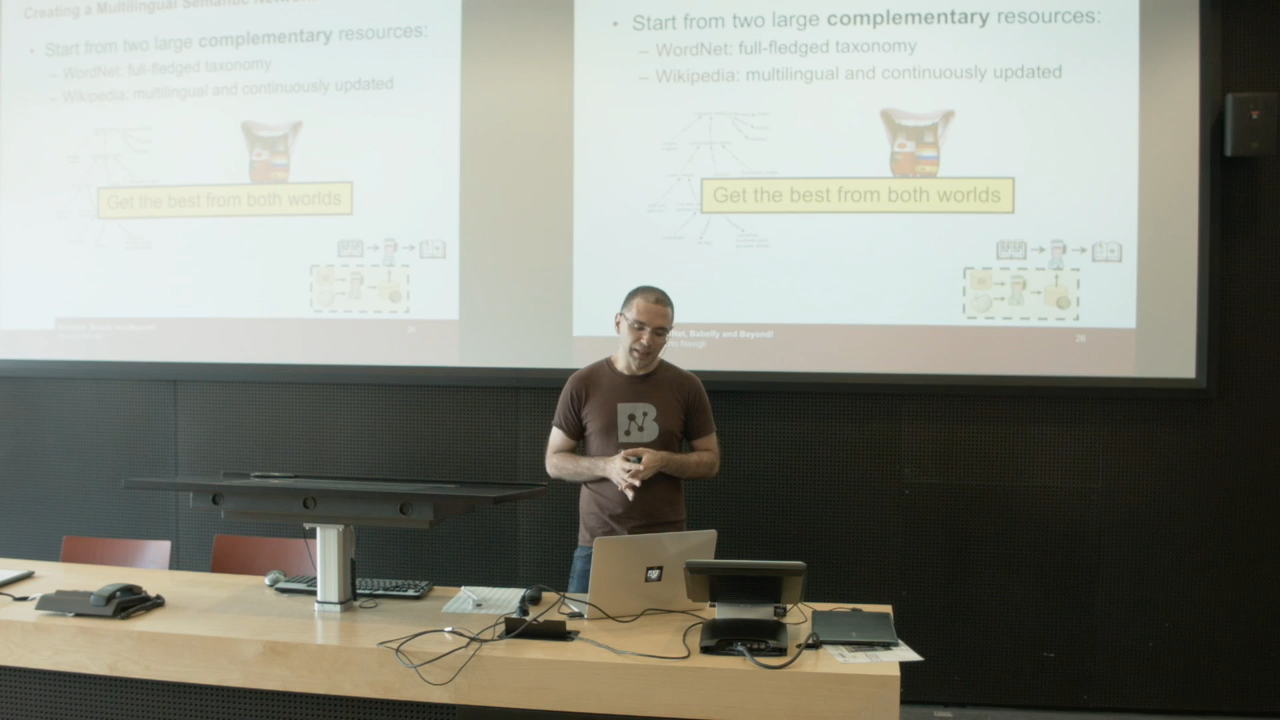 Creating a Multilingual Semantic Network
• Start from two large complementary resources:
– WordNet: full-fledged taxonomy
– Wikipedia: multilingual and continuously updated
Get the best from both worlds
• Start from two large complementary resources:
– WordNet: full-fledged taxonomy
– Wikipedia: multilingual and continuously updated
Get the best from both worlds
Net, Babelfy and Beyond!
Navigli
26
B